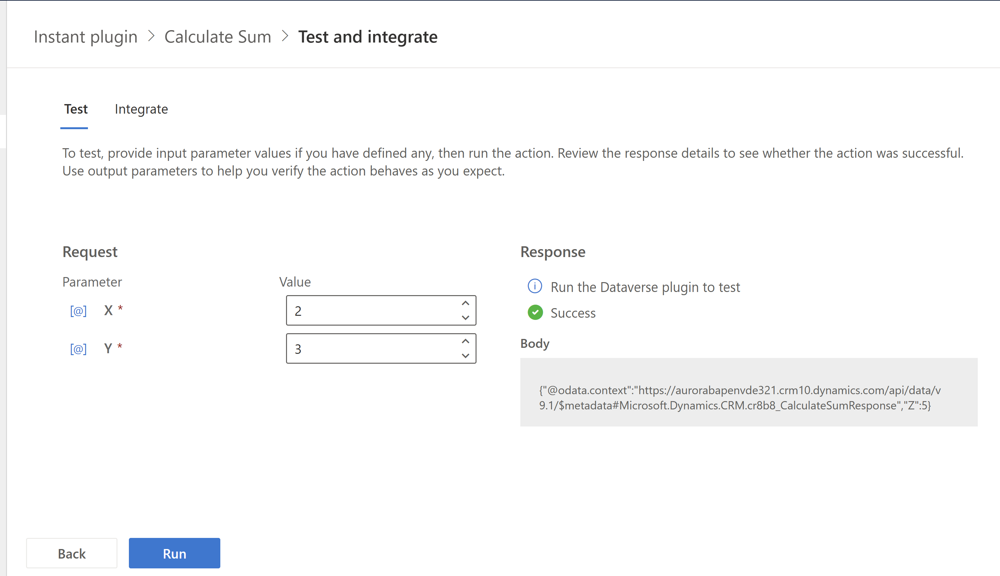 Instant plugin > Calculate Sum > Test and integrate
Test Integrate
To test, provide input parameter values if you have defined any, then run the action. Review the response details to see whether the action was successful.
Use output parameters to help you verify the action behaves as you expect.
Request
Parameter Value
[@] X * 2
[@] Y * 3
Response
Run the Dataverse plugin to test
Success
Body
{"@odata.context":"https://aurorabapenvde321.crm10.dynamics.com/api/data/v
9.1/$metadata#Microsoft.Dynamics.CRM.cr8b8_CalculateSumResponse","Z":5}
Back Run